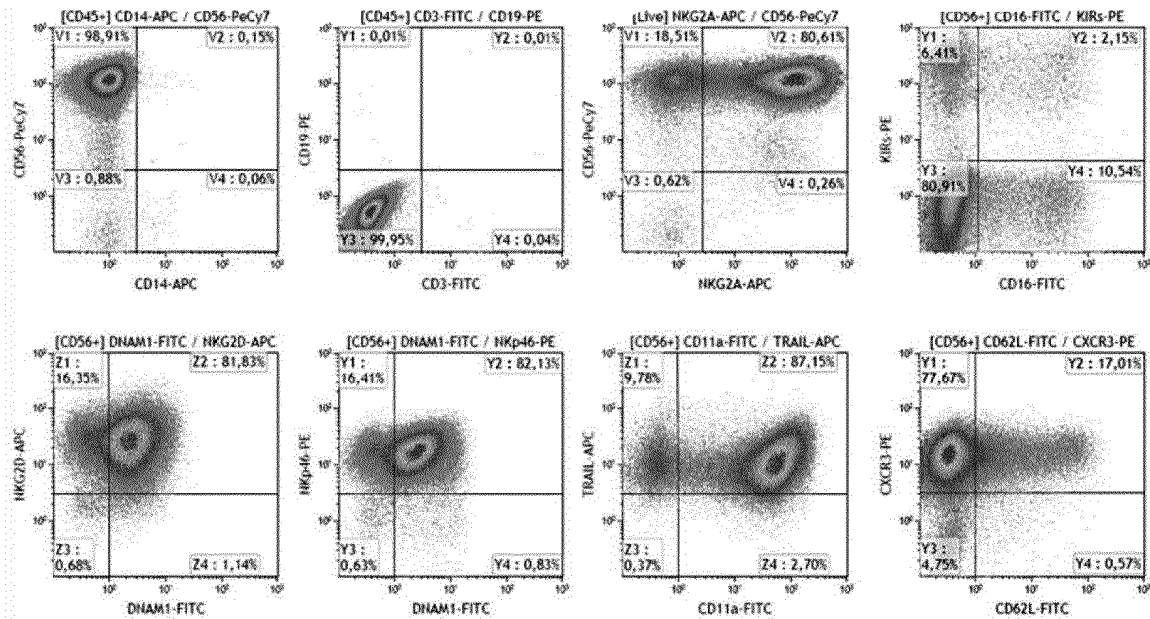 [CD45+] CD14-APC / CD56-PeCy7
V1 : 98,91%
V2 : 0,15%
CD56-PeCy7
V3 : 0,88%
V4 : 0,06%
CD14-APC
[CD45+] CD3-FITC / CD19-PE
Y1 : 0,01%
Y2 : 0,01%
CD19-PE
Y3 : 99,95%
Y4 : 0,04%
CD3-FITC
[Live] NKG2A-APC / CD56-PeCy7
V1 : 18,51%
V2 : 80,61%
CD56-PeCy7
V3 : 0,62%
V4 : 0,26%
NKG2A-APC
[CD56+] CD16-FITC / KIRs-PE
Y1 :
6,41%
Y2 : 2,15%
KIRs-PE
Y3 :
80,91%
Y4 : 10,54%
CD16-FITC
[CD56+] DNAM1-FITC / NKG2D-APC
Z1 :
16,35%
Z2 : 81,83%
NKG2D-APC
Z3 :
0,68%
Z4 : 1,14%
DNAM1-FITC
[CD56+] DNAM1-FITC / NKp46-PE
Y1 :
16,41%
Y2 : 82,13%
NKp46-PE
Y3 :
0,63%
Y4 : 0,83%
DNAM1-FITC
[CD56+] CD11a-FITC / TRAIL-APC
Z1 :
9,78%
Z2 : 87,15%
TRAIL-APC
Z3 :
0,37%
Z4 : 2,70%
CD11a-FITC
[CD56+] CD62L-FITC / CXCR3-PE
Y1 :
77,67%
Y2 : 17,01%
CXCR3-PE
Y3 :
4,75%
Y4 : 0,57%
CD62L-FITC